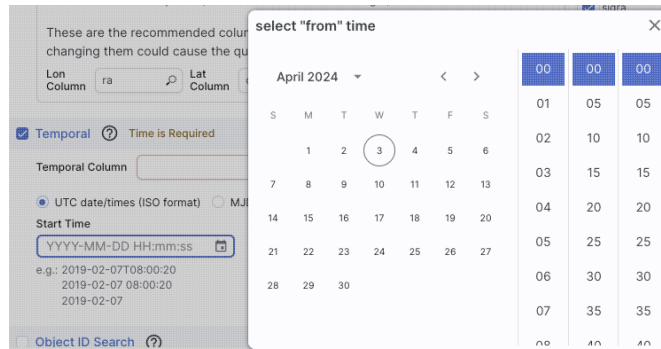 sigra
These are the recommended colu
changing them could cause the qu
Lon Column
ra
Lat Column
Temporal
Time is Required
Temporal Column
UTC date/times (ISO format)
MJ
Start Time
YYYY-MM-DD HH:mm:ss
e.g.: 2019-02-07T08:00:20
2019-02-07 08:00:20
2019-02-07
Object ID Search
select "from" time
April 2024
S M T W T F S
1 2 3 4 5 6
7 8 9 10 11 12 13
14 15 16 17 18 19 20
21 22 23 24 25 26 27
28 29 30
00 00 00
01 05 05
02 10 10
03 15 15
04 20 20
05 25 25
06 30 30
07 35 35
08 40 40